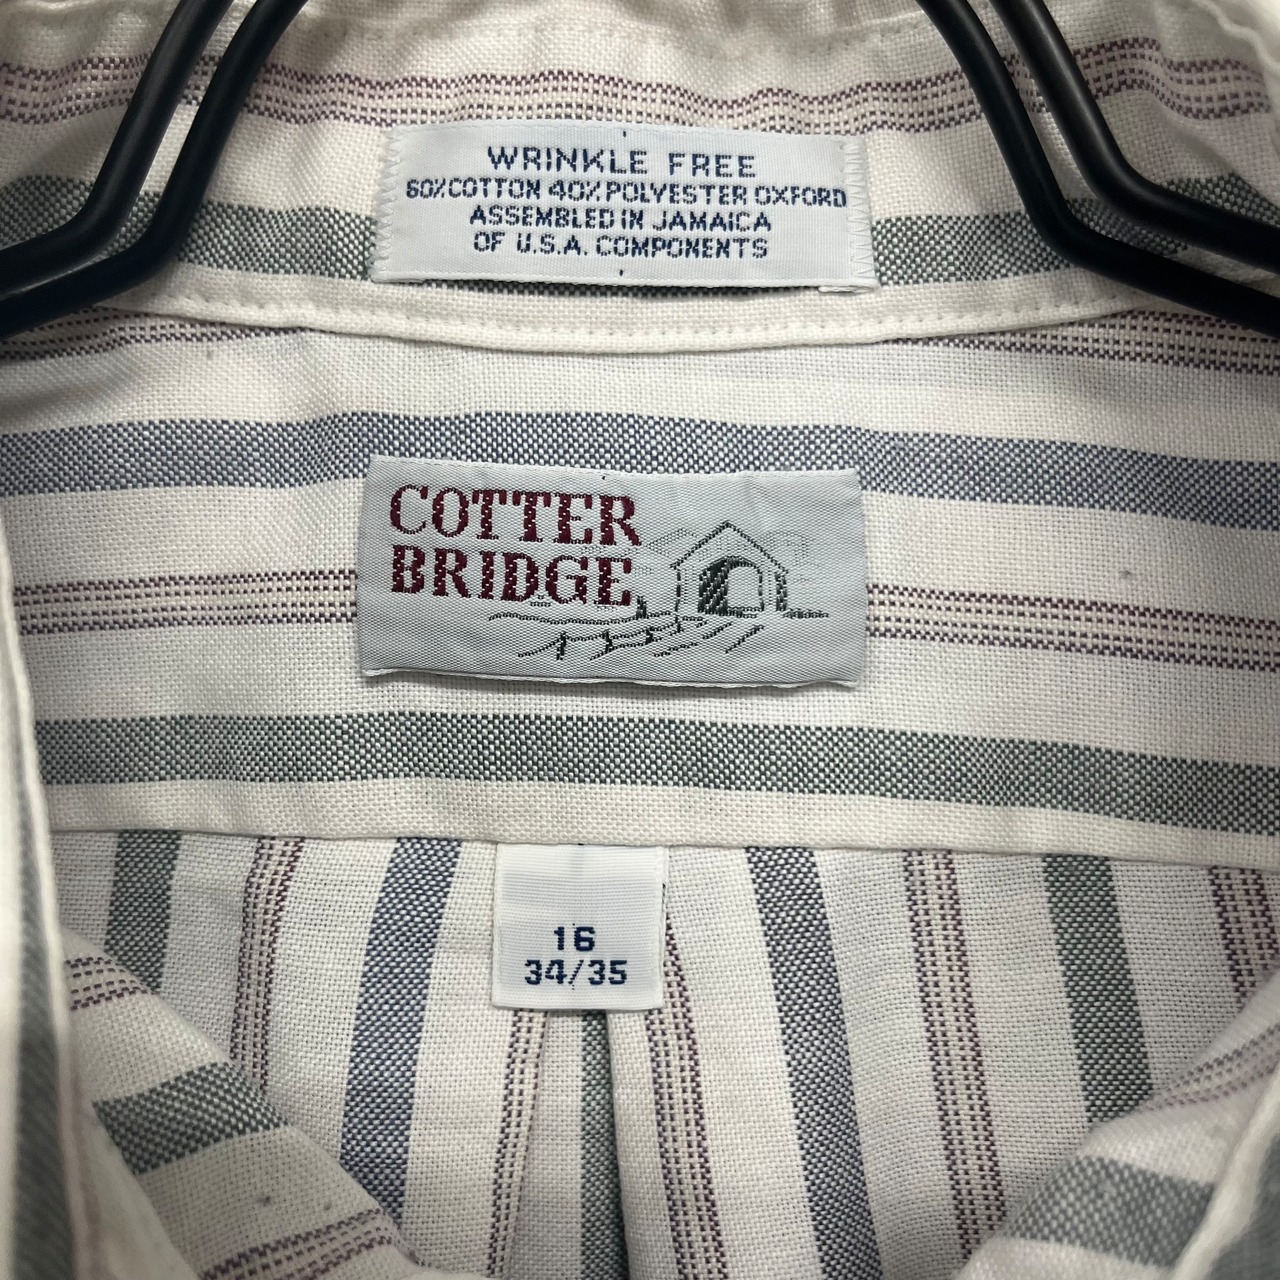 WRINKLE FREE
60%COTTON 40%POLYESTER OXFORD
ASSEMBLED IN JAMAICA
OF U.S.A. COMPONENTS
COTTER
BRIDGE
16
34/35